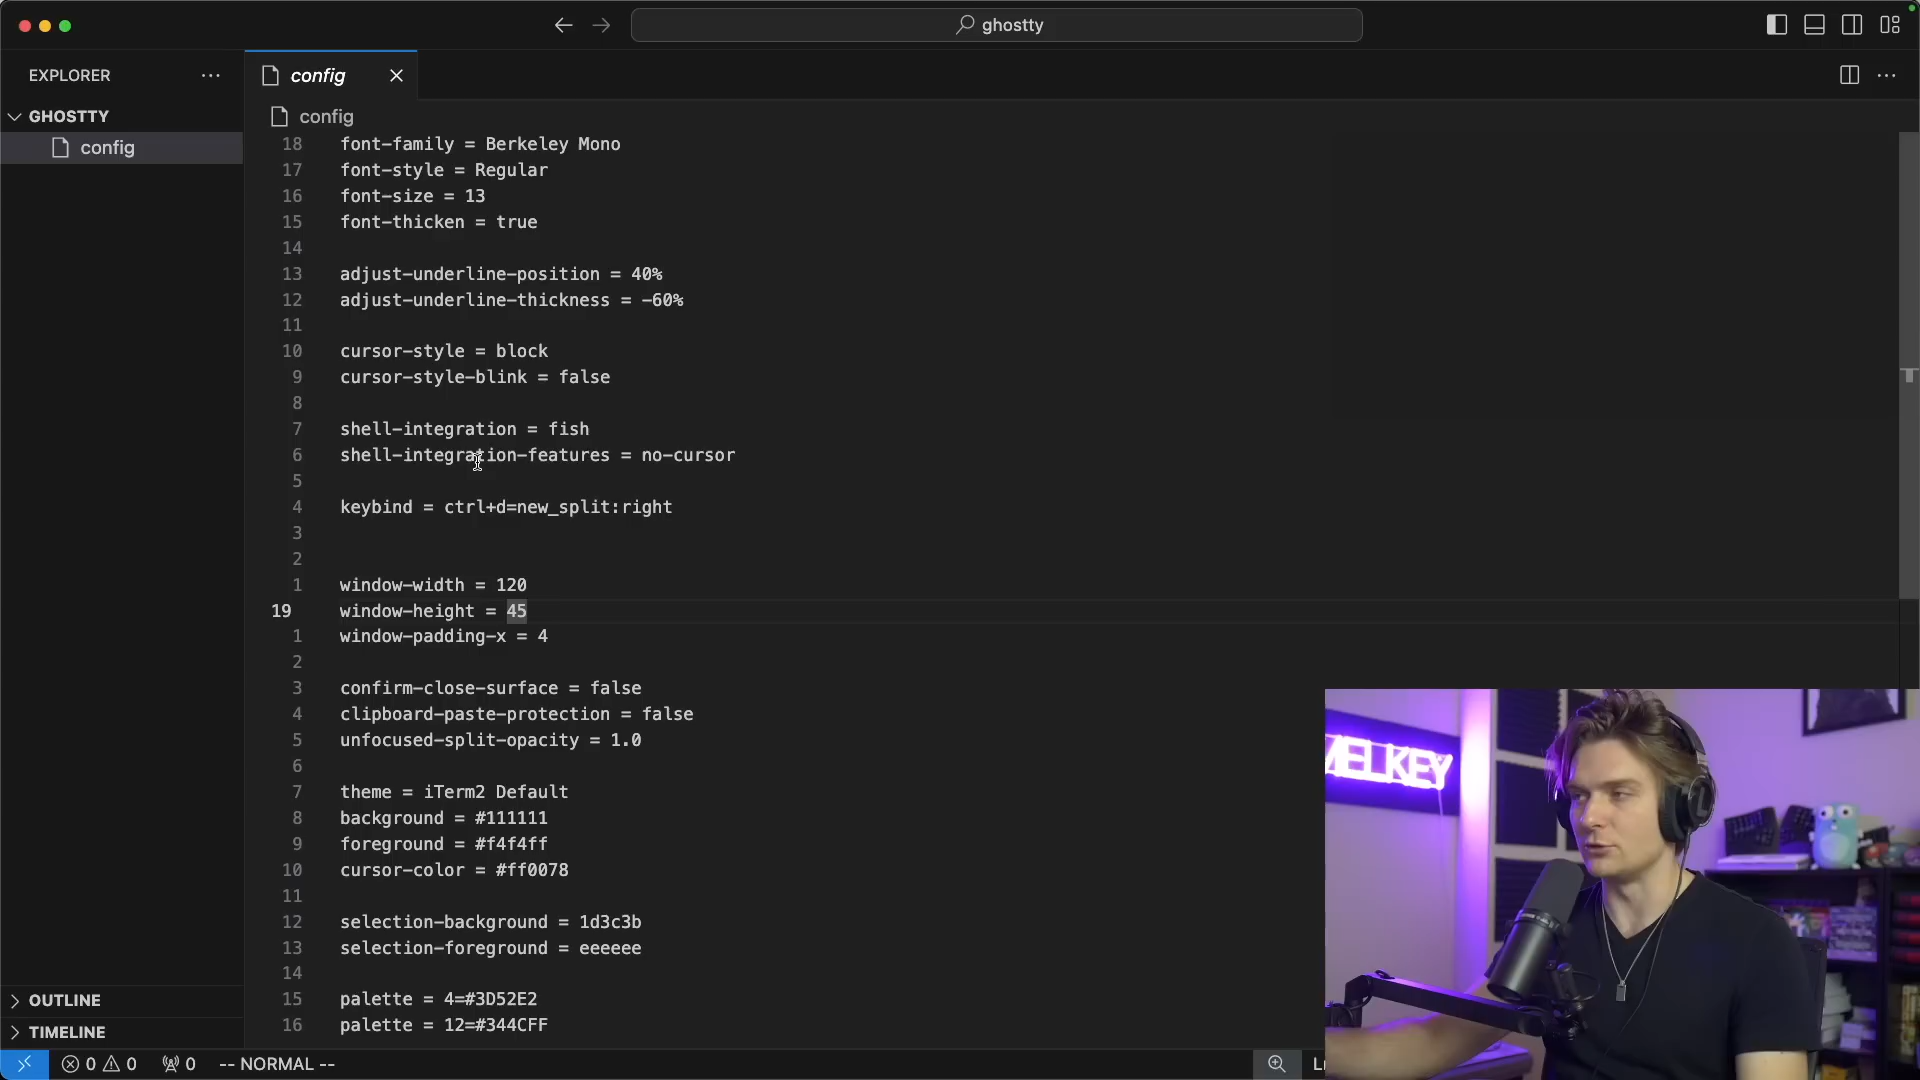 ghostty
EXPLORER
config
GHOSTTY
config
config
18 font-family = Berkeley Mono
17 font-style = Regular
16 font-size = 13
15 font-thicken = true
14
13 adjust-underline-position = 40%
12 adjust-underline-thickness = -60%
11
10 cursor-style = block
9 cursor-style-blink = false
8
7 shell-integration = fish
6 shell-integration-features = no-cursor
5
4 keybind = ctrl+d=new_split:right
3
2
1 window-width = 120
19 window-height = 45
1 window-padding-x = 4
2
3 confirm-close-surface = false
4 clipboard-paste-protection = false
5 unfocused-split-opacity = 1.0
6
7 theme = iTerm2 Default
8 background = #111111
9 foreground = #f4f4ff
10 cursor-color = #ff0078
11
12 selection-background = 1d3c3b
13 selection-foreground = eeeeee
14
15 palette = 4=#3D52E2
16 palette = 12=#344CFF
OUTLINE
TIMELINE
0 0 0 -- NORMAL --
MELKEY